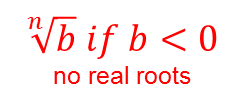 ⁿ√b if b < 0
no real roots